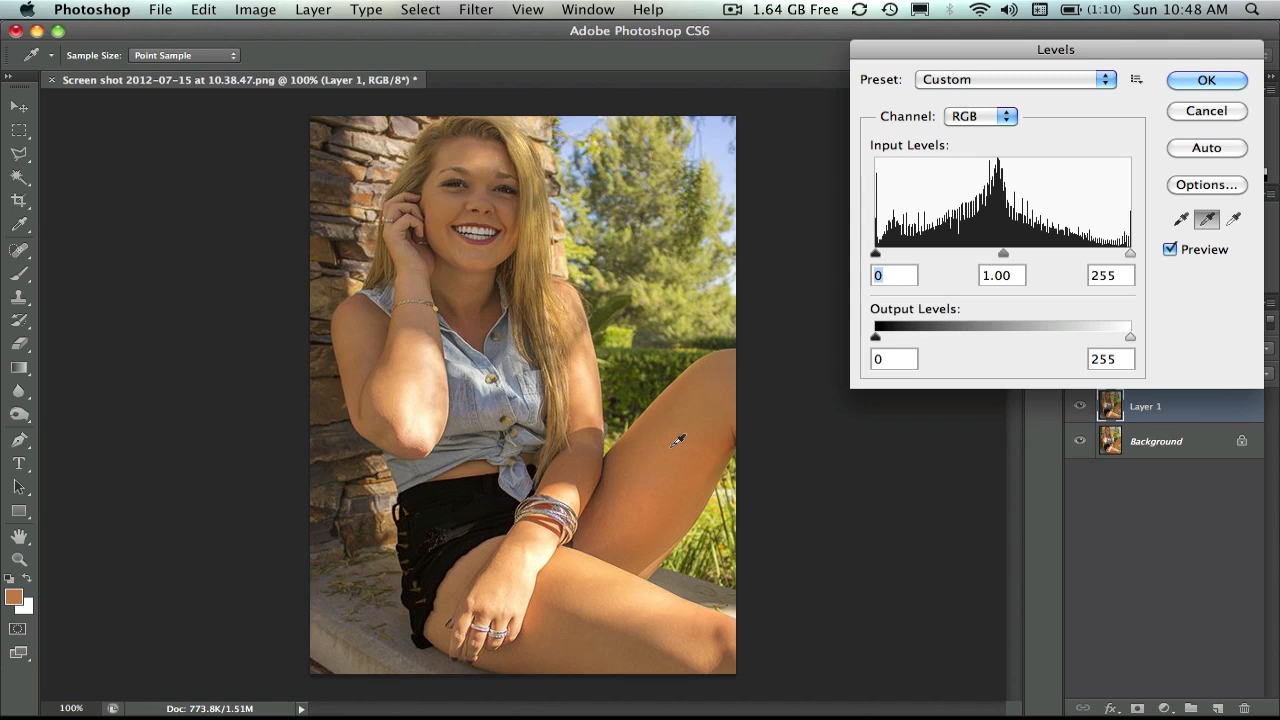 Photoshop File Edit Image Layer Type Select Filter View Window Help 1.64 GB Free (1:10) Sun 10:48 AM
Adobe Photoshop CS6
Sample Size: Point Sample
Screen shot 2012-07-15 at 10.38.47.png @ 100% (Layer 1, RGB/8*) *
Levels
Preset: Custom
OK
Channel: RGB
Cancel
Input Levels:
Auto
Options...
Preview
0 1.00 255
Output Levels:
0 255
Layer 1
Background
100% Doc: 773.8K/1.51M